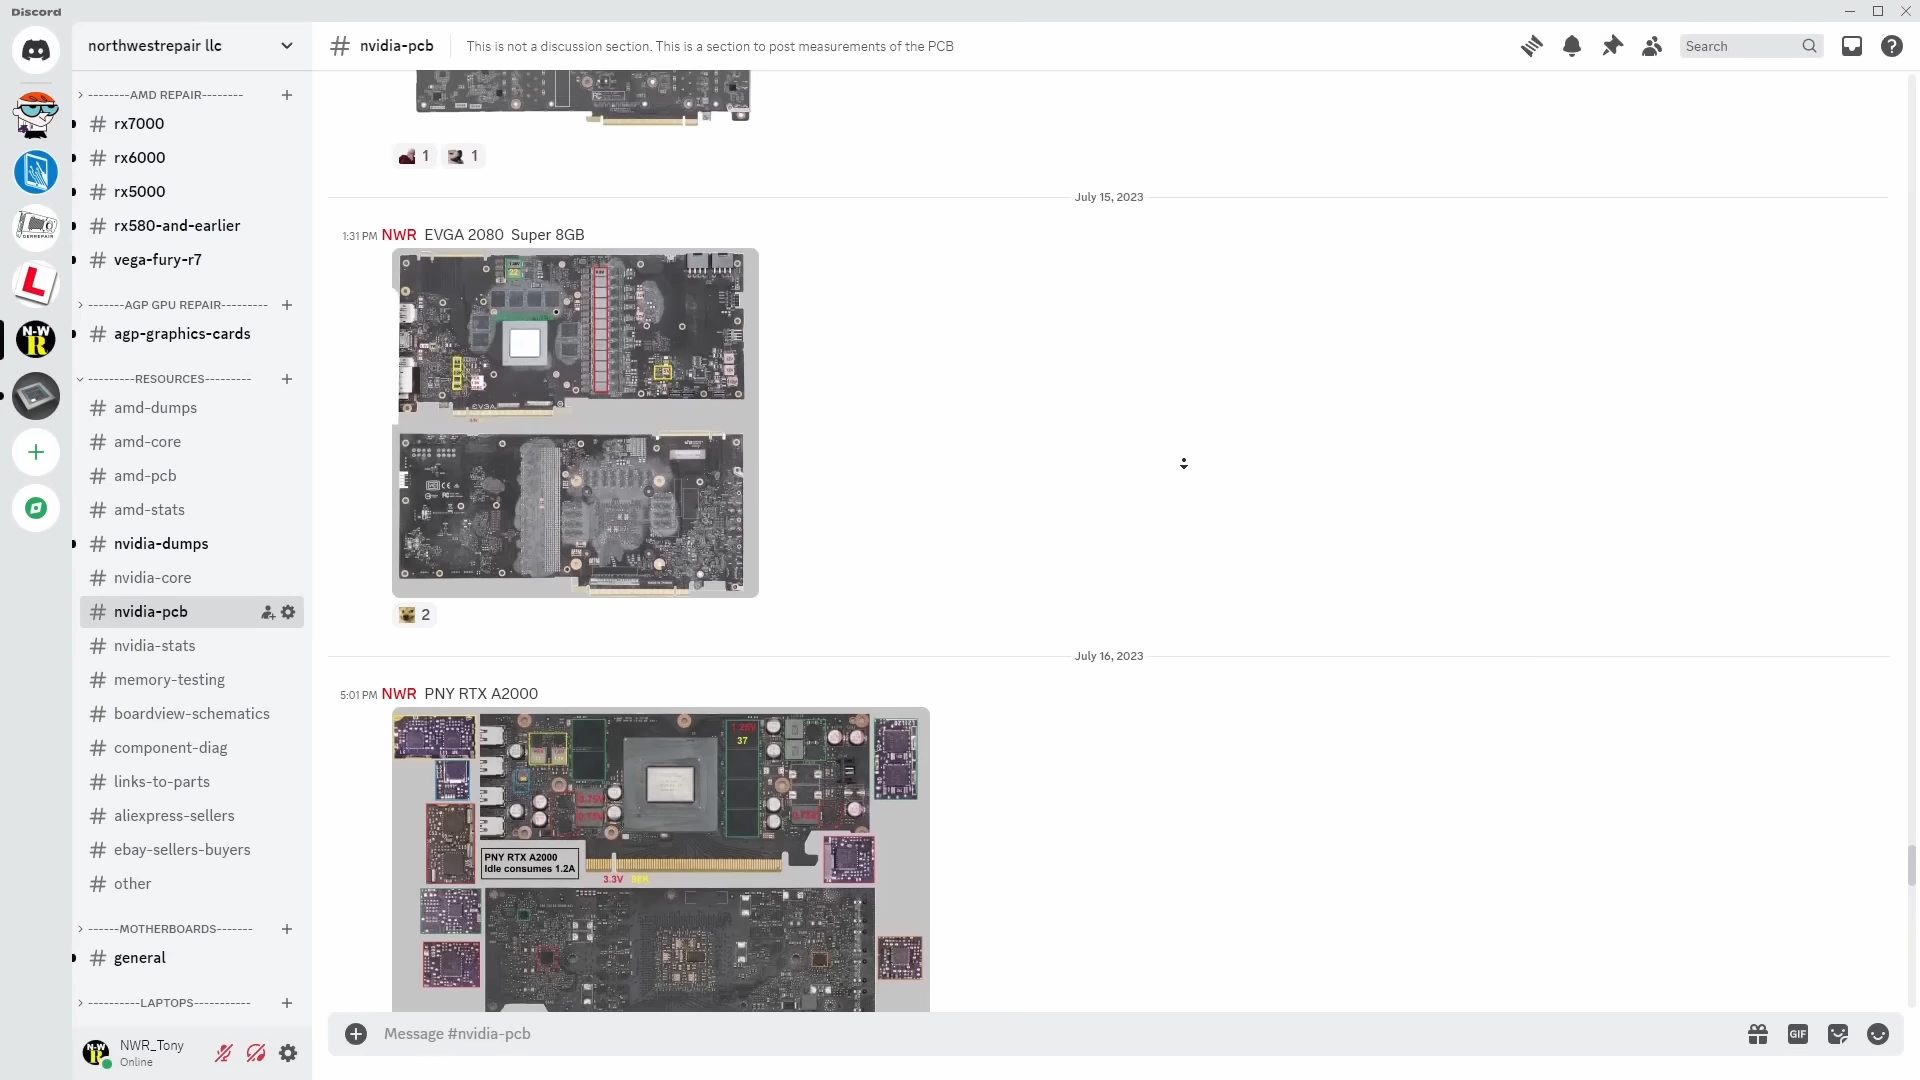 Discord
northwestrepair llc
nvidia-pcb
This is not a discussion section. This is a section to post measurements of the PCB
Search
--------AMD REPAIR--------
rx7000
rx6000
rx5000
rx580-and-earlier
vega-fury-r7
-------AGP GPU REPAIR---------
agp-graphics-cards
---------RESOURCES---------
amd-dumps
amd-core
amd-pcb
amd-stats
nvidia-dumps
nvidia-core
nvidia-pcb
nvidia-stats
memory-testing
boardview-schematics
component-diag
links-to-parts
aliexpress-sellers
ebay-sellers-buyers
other
------MOTHERBOARDS-------
general
----------LAPTOPS-----------
NWR_Tony
Online
1
1
July 15, 2023
1:31 PM NWR EVGA 2080 Super 8GB
22
EVGA
2
July 16, 2023
5:01 PM NWR PNY RTX A2000
37
PNY RTX A2000
Idle consumes 1.2A
3.3V
Message #nvidia-pcb
GIF
N-W
R
L